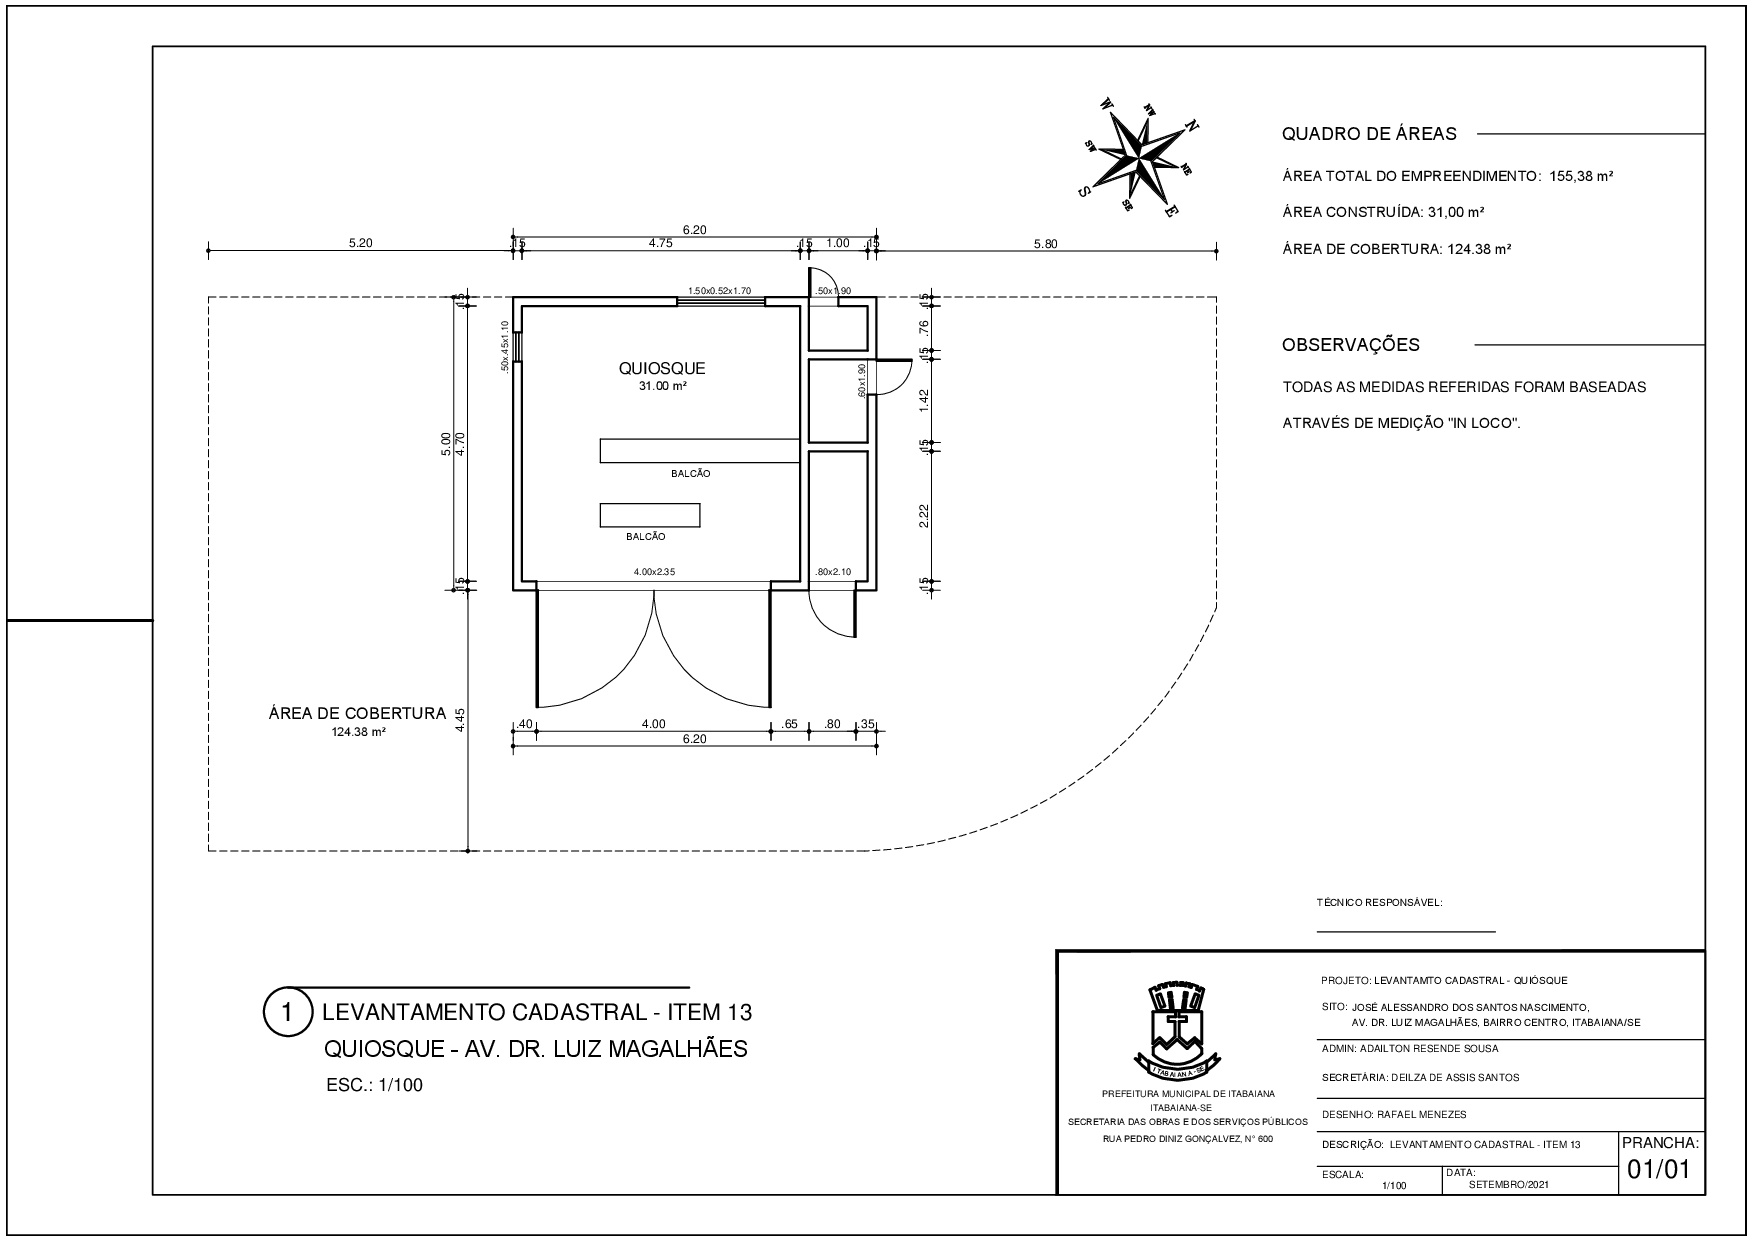 W
NW
N
SW
NE
S
SE
E
QUADRO DE ÁREAS
ÁREA TOTAL DO EMPREENDIMENTO: 155,38 m²
ÁREA CONSTRUÍDA: 31,00 m²
ÁREA DE COBERTURA: 124.38 m²
OBSERVAÇÕES
TODAS AS MEDIDAS REFERIDAS FORAM BASEADAS
ATRAVÉS DE MEDIÇÃO "IN LOCO".
6.20
5.20 .15 4.75 .15 1.00 .15 5.80
1.50x0.52x1.70 .50x1.90
.15
.15
.50x.45x1.10
.76
.15
QUIOSQUE
31.00 m²
.60x1.90
1.42
5.00
4.70
.15
BALCÃO
2.22
BALCÃO
4.00x2.35 .80x2.10
.15
.15
ÁREA DE COBERTURA
124.38 m²
4.45
.40 4.00 .65 .80 .35
6.20
TÉCNICO RESPONSÁVEL:
1 LEVANTAMENTO CADASTRAL - ITEM 13
QUIOSQUE - AV. DR. LUIZ MAGALHÃES
ESC.: 1/100
ITABAIANA-SE
PREFEITURA MUNICIPAL DE ITABAIANA
ITABAIANA-SE
SECRETARIA DAS OBRAS E DOS SERVIÇOS PÚBLICOS
RUA PEDRO DINIZ GONÇALVEZ, N° 600
PROJETO: LEVANTAMTO CADASTRAL - QUIÓSQUE
SITO: JOSÉ ALESSANDRO DOS SANTOS NASCIMENTO,
AV. DR. LUIZ MAGALHÃES, BAIRRO CENTRO, ITABAIANA/SE
ADMIN: ADAILTON RESENDE SOUSA
SECRETÁRIA: DEILZA DE ASSIS SANTOS
DESENHO: RAFAEL MENEZES
DESCRIÇÃO: LEVANTAMENTO CADASTRAL - ITEM 13
ESCALA:
1/100
DATA:
SETEMBRO/2021
PRANCHA:
01/01